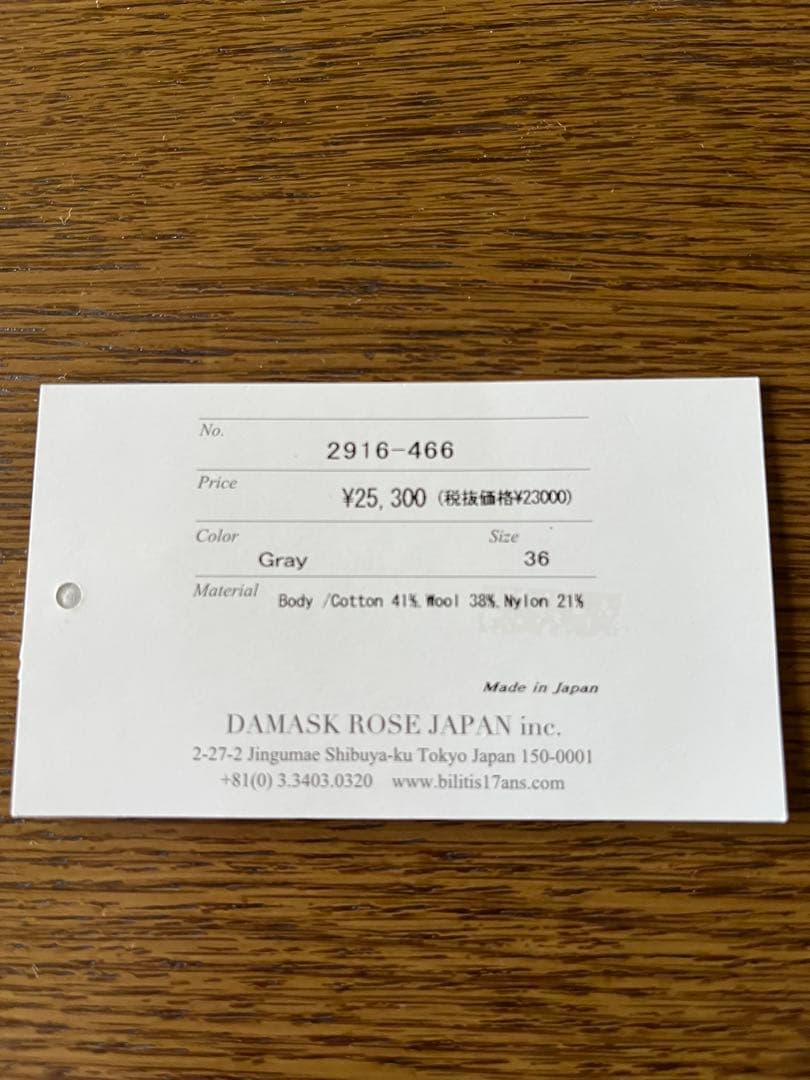 No.
2916-466
Price
¥25,300 (税抜価格¥23000)
Color Size
Gray 36
Material Body /Cotton 41%.Wool 38%.Nylon 21%
Made in Japan
DAMASK ROSE JAPAN inc.
2-27-2 Jingumae Shibuya-ku Tokyo Japan 150-0001
+81(0) 3.3403.0320 www.bilitis17ans.com